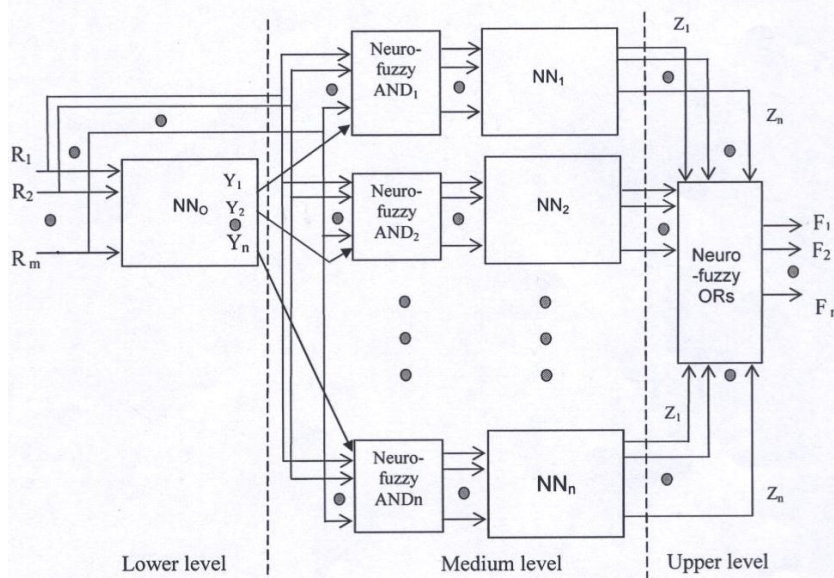 Z1
Neuro-
fuzzy
AND1
NN1
Zn
R1
R2
Rm
NNO
Y1
Y2
Yn
Neuro-
fuzzy
AND2
NN2
Neuro
-fuzzy
ORs
F1
F2
Fr
Z1
Neuro-
fuzzy
ANDn
NNn
Zn
Lower level
Medium level
Upper level